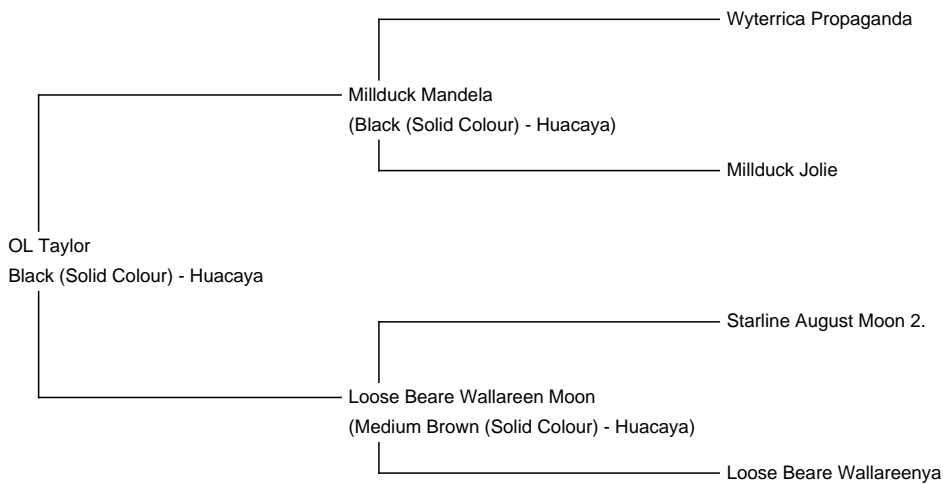 Wyterrica Propaganda
Millduck Mandela
(Black (Solid Colour) - Huacaya)
Millduck Jolie
OL Taylor
Black (Solid Colour) - Huacaya
Starline August Moon 2.
Loose Beare Wallareen Moon
(Medium Brown (Solid Colour) - Huacaya)
Loose Beare Wallareenya